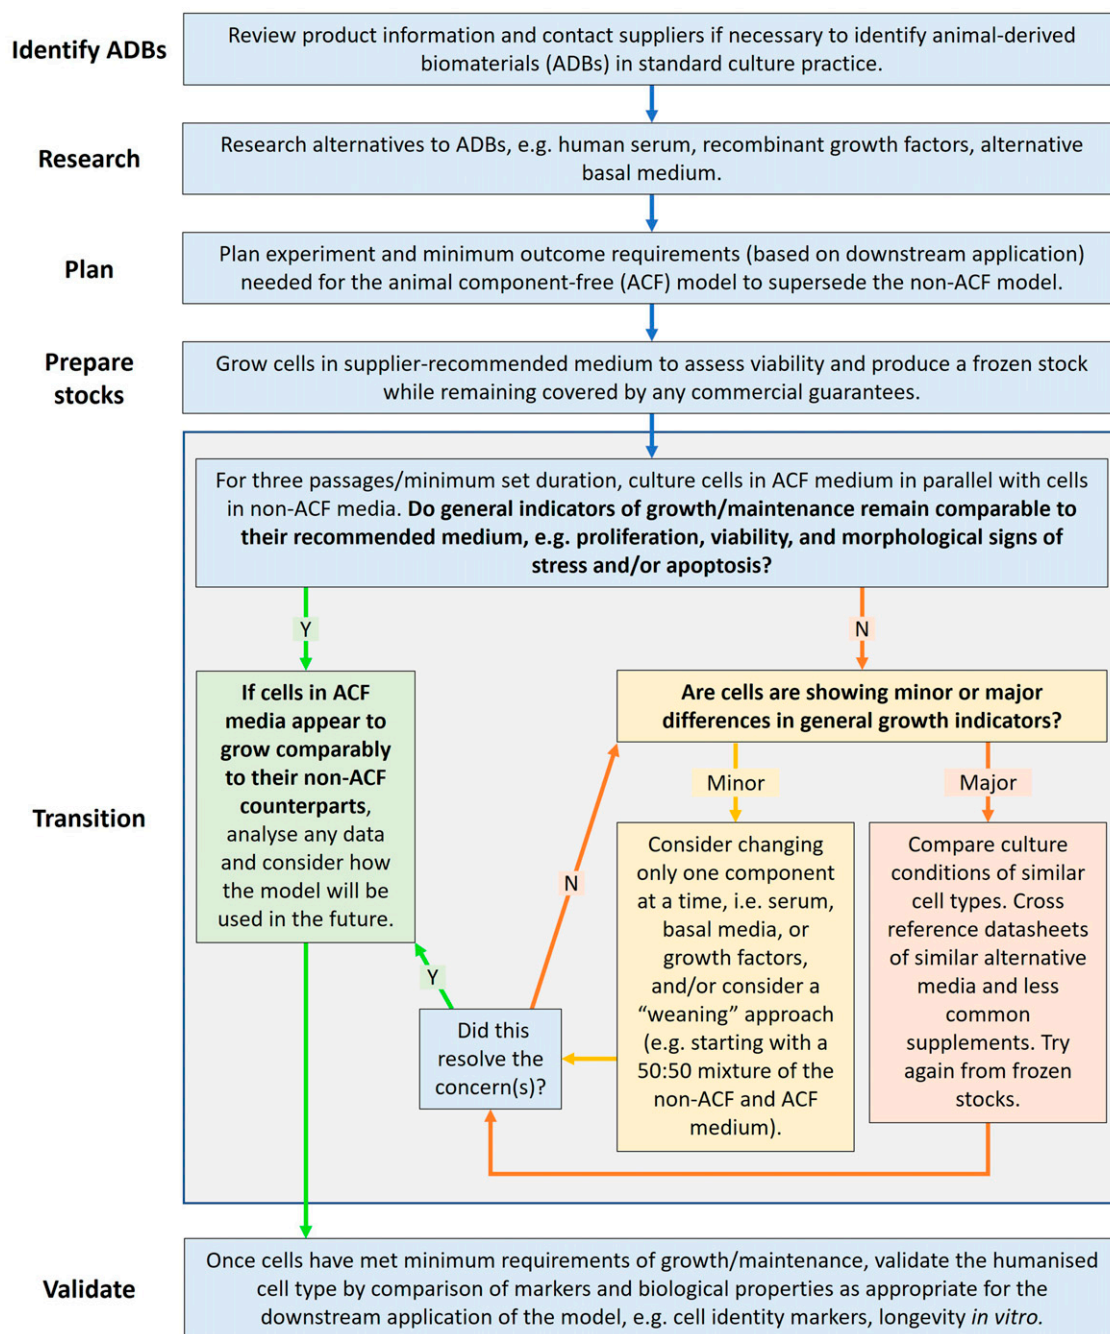 Identify ADBs
Review product information and contact suppliers if necessary to identify animal-derived
biomaterials (ADBs) in standard culture practice.
Research
Research alternatives to ADBs, e.g. human serum, recombinant growth factors, alternative
basal medium.
Plan
Plan experiment and minimum outcome requirements (based on downstream application)
needed for the animal component-free (ACF) model to supersede the non-ACF model.
Prepare
stocks
Grow cells in supplier-recommended medium to assess viability and produce a frozen stock
while remaining covered by any commercial guarantees.
Transition
For three passages/minimum set duration, culture cells in ACF medium in parallel with cells
in non-ACF media. Do general indicators of growth/maintenance remain comparable to
their recommended medium, e.g. proliferation, viability, and morphological signs of
stress and/or apoptosis?
Y
N
If cells in ACF
media appear to
grow comparably
to their non-ACF
counterparts,
analyse any data
and consider how
the model will be
used in the future.
Are cells are showing minor or major
differences in general growth indicators?
Minor
Major
Consider changing
only one component
at a time, i.e. serum,
basal media, or
growth factors,
and/or consider a
“weaning” approach
(e.g. starting with a
50:50 mixture of the
non-ACF and ACF
medium).
Compare culture
conditions of similar
cell types. Cross
reference datasheets
of similar alternative
media and less
common
supplements. Try
again from frozen
stocks.
N
Y
Did this
resolve the
concern(s)?
Validate
Once cells have met minimum requirements of growth/maintenance, validate the humanised
cell type by comparison of markers and biological properties as appropriate for the
downstream application of the model, e.g. cell identity markers, longevity in vitro.